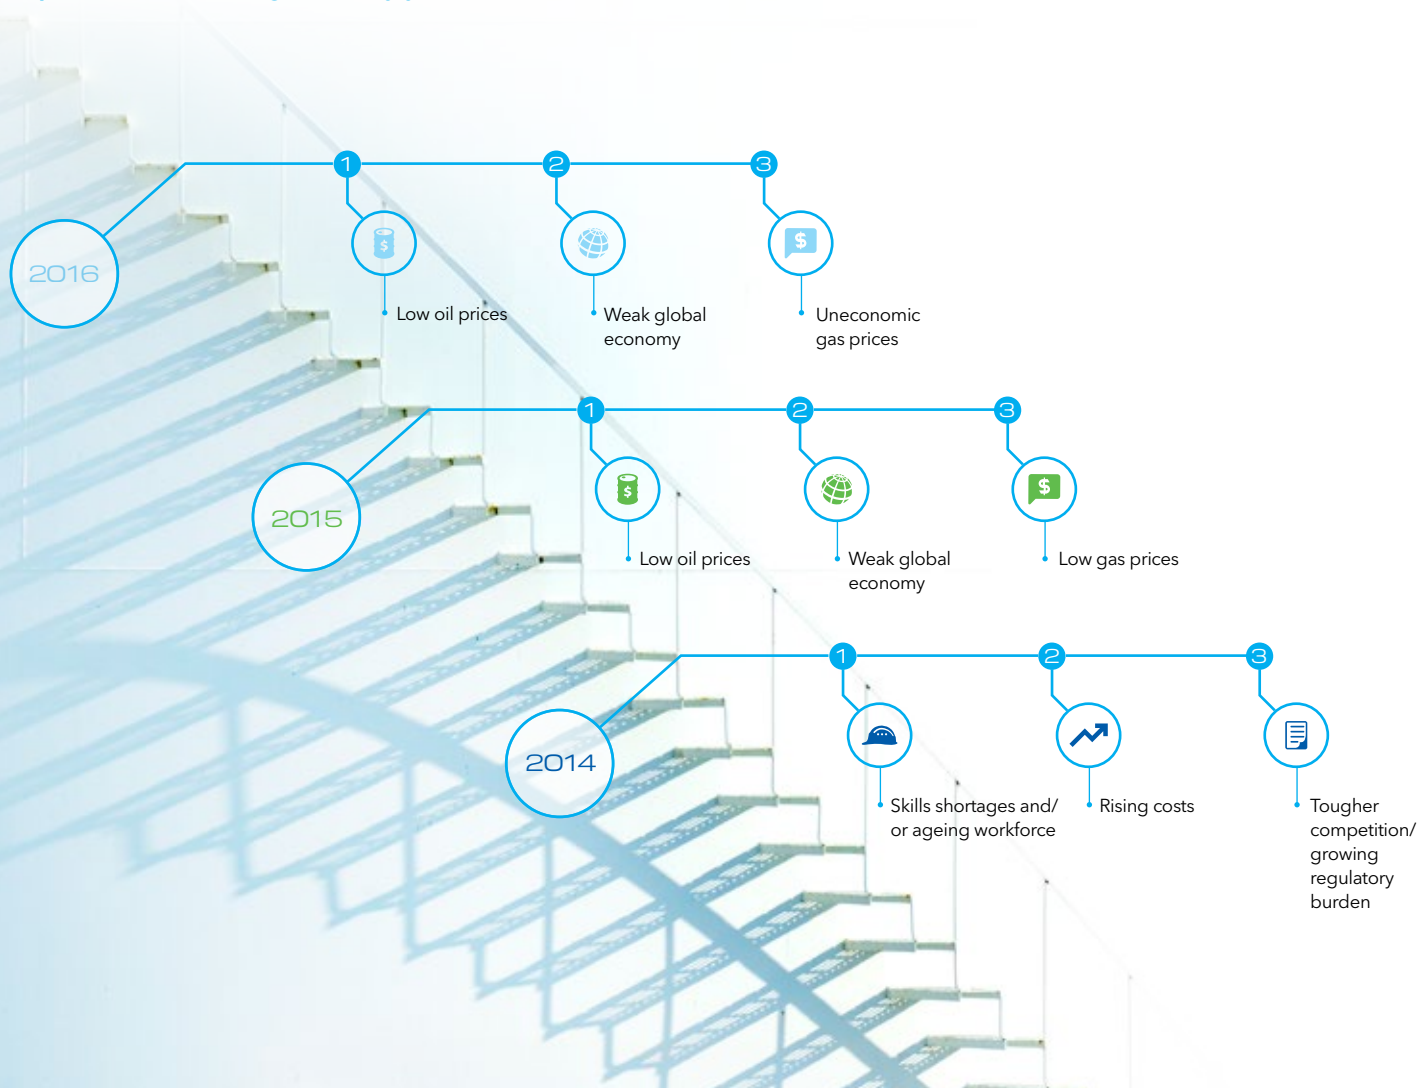 1 2 3
2016
Low oil prices
Weak global
economy
Uneconomic
gas prices
1 2 3
2015
Low oil prices
Weak global
economy
Low gas prices
1 2 3
2014
Skills shortages and/
or ageing workforce
Rising costs
Tougher
competition/
growing
regulatory
burden